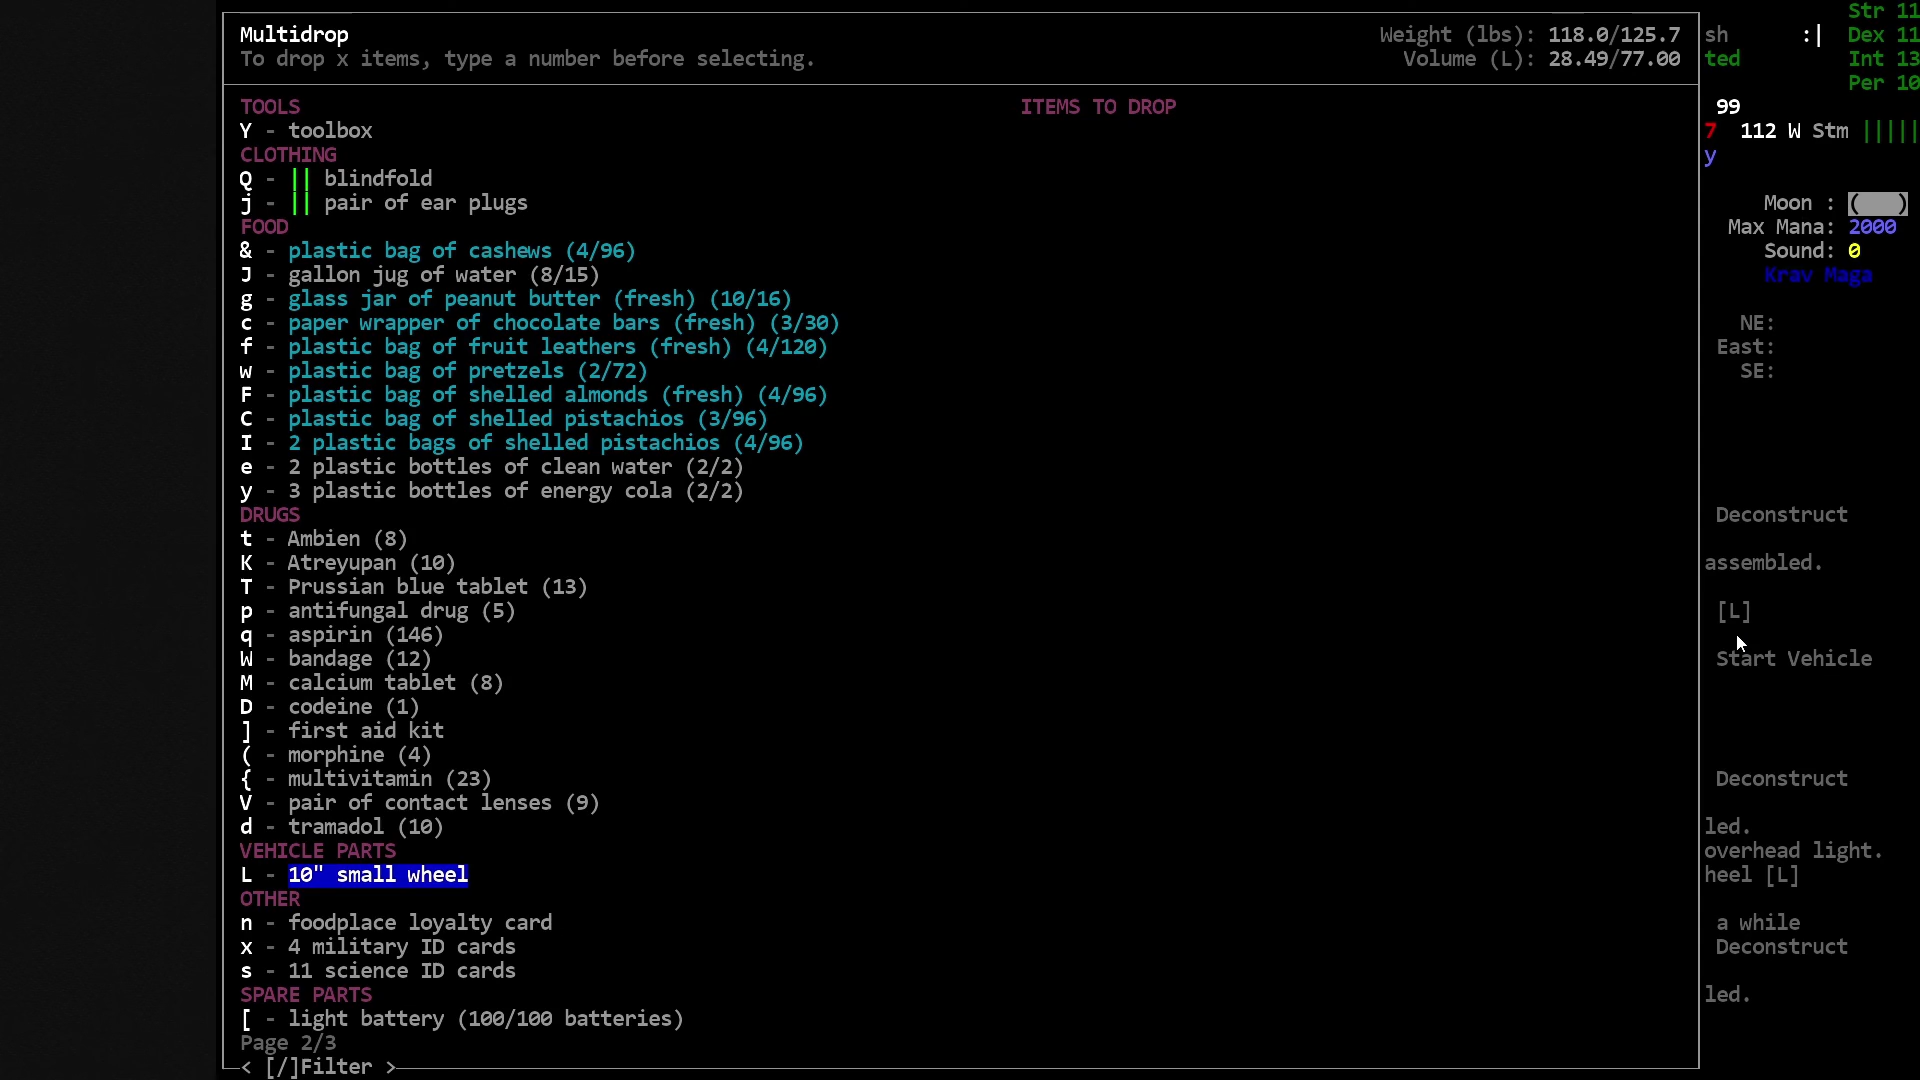 Multidrop
To drop x items, type a number before selecting.
Weight (lbs): 118.0/125.7
Volume (L): 28.49/77.00
TOOLS
Y - toolbox
CLOTHING
Q - || blindfold
j - || pair of ear plugs
FOOD
& - plastic bag of cashews (4/96)
J - gallon jug of water (8/15)
g - glass jar of peanut butter (fresh) (10/16)
c - paper wrapper of chocolate bars (fresh) (3/30)
f - plastic bag of fruit leathers (fresh) (4/120)
w - plastic bag of pretzels (2/72)
F - plastic bag of shelled almonds (fresh) (4/96)
C - plastic bag of shelled pistachios (3/96)
I - 2 plastic bags of shelled pistachios (4/96)
e - 2 plastic bottles of clean water (2/2)
y - 3 plastic bottles of energy cola (2/2)
DRUGS
t - Ambien (8)
K - Atreyupan (10)
T - Prussian blue tablet (13)
p - antifungal drug (5)
q - aspirin (146)
W - bandage (12)
M - calcium tablet (8)
D - codeine (1)
] - first aid kit
( - morphine (4)
{ - multivitamin (23)
V - pair of contact lenses (9)
d - tramadol (10)
VEHICLE PARTS
L - 10" small wheel
OTHER
n - foodplace loyalty card
x - 4 military ID cards
s - 11 science ID cards
SPARE PARTS
[ - light battery (100/100 batteries)
Page 2/3
< [/]Filter >
ITEMS TO DROP
Str 11
sh :| Dex 11
ted Int 13
Per 10
99
7 112 W Stm |||||
y
Moon : ( )
Max Mana: 2000
Sound: 0
Krav Maga
NE:
East:
SE:
Deconstruct
assembled.
[L]
Start Vehicle
Deconstruct
led.
overhead light.
heel [L]
a while
Deconstruct
led.